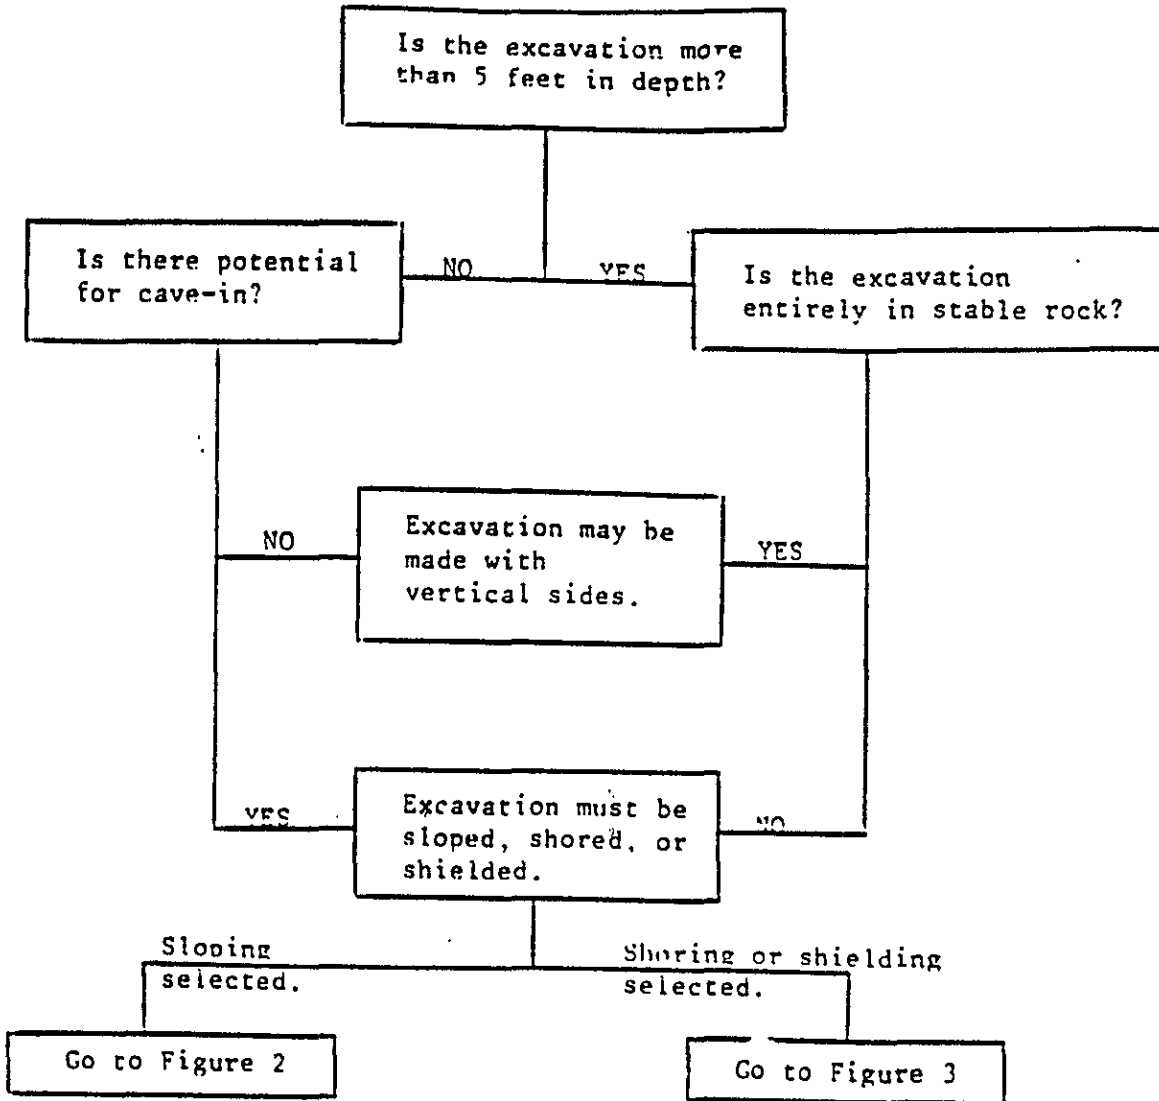 Is the excavation more
than 5 feet in depth?
Is there potential
for cave-in?
NO
YES
Is the excavation
entirely in stable rock?
NO
Excavation may be
made with
vertical sides.
YES
YES
Excavation must be
sloped, shored, or
shielded.
NO
Sloping
selected.
Shoring or shielding
selected.
Go to Figure 2
Go to Figure 3